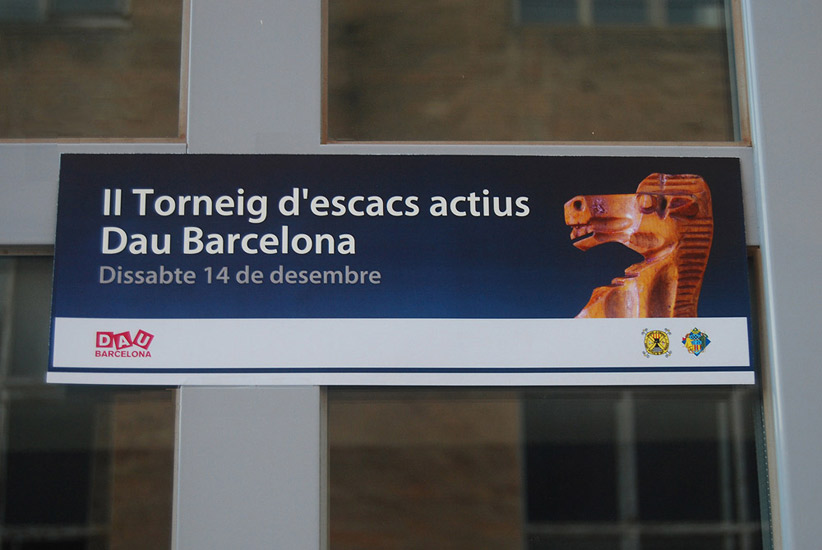 II Torneig d'escacs actius
Dau Barcelona
Dissabte 14 de desembre
DAU
BARCELONA